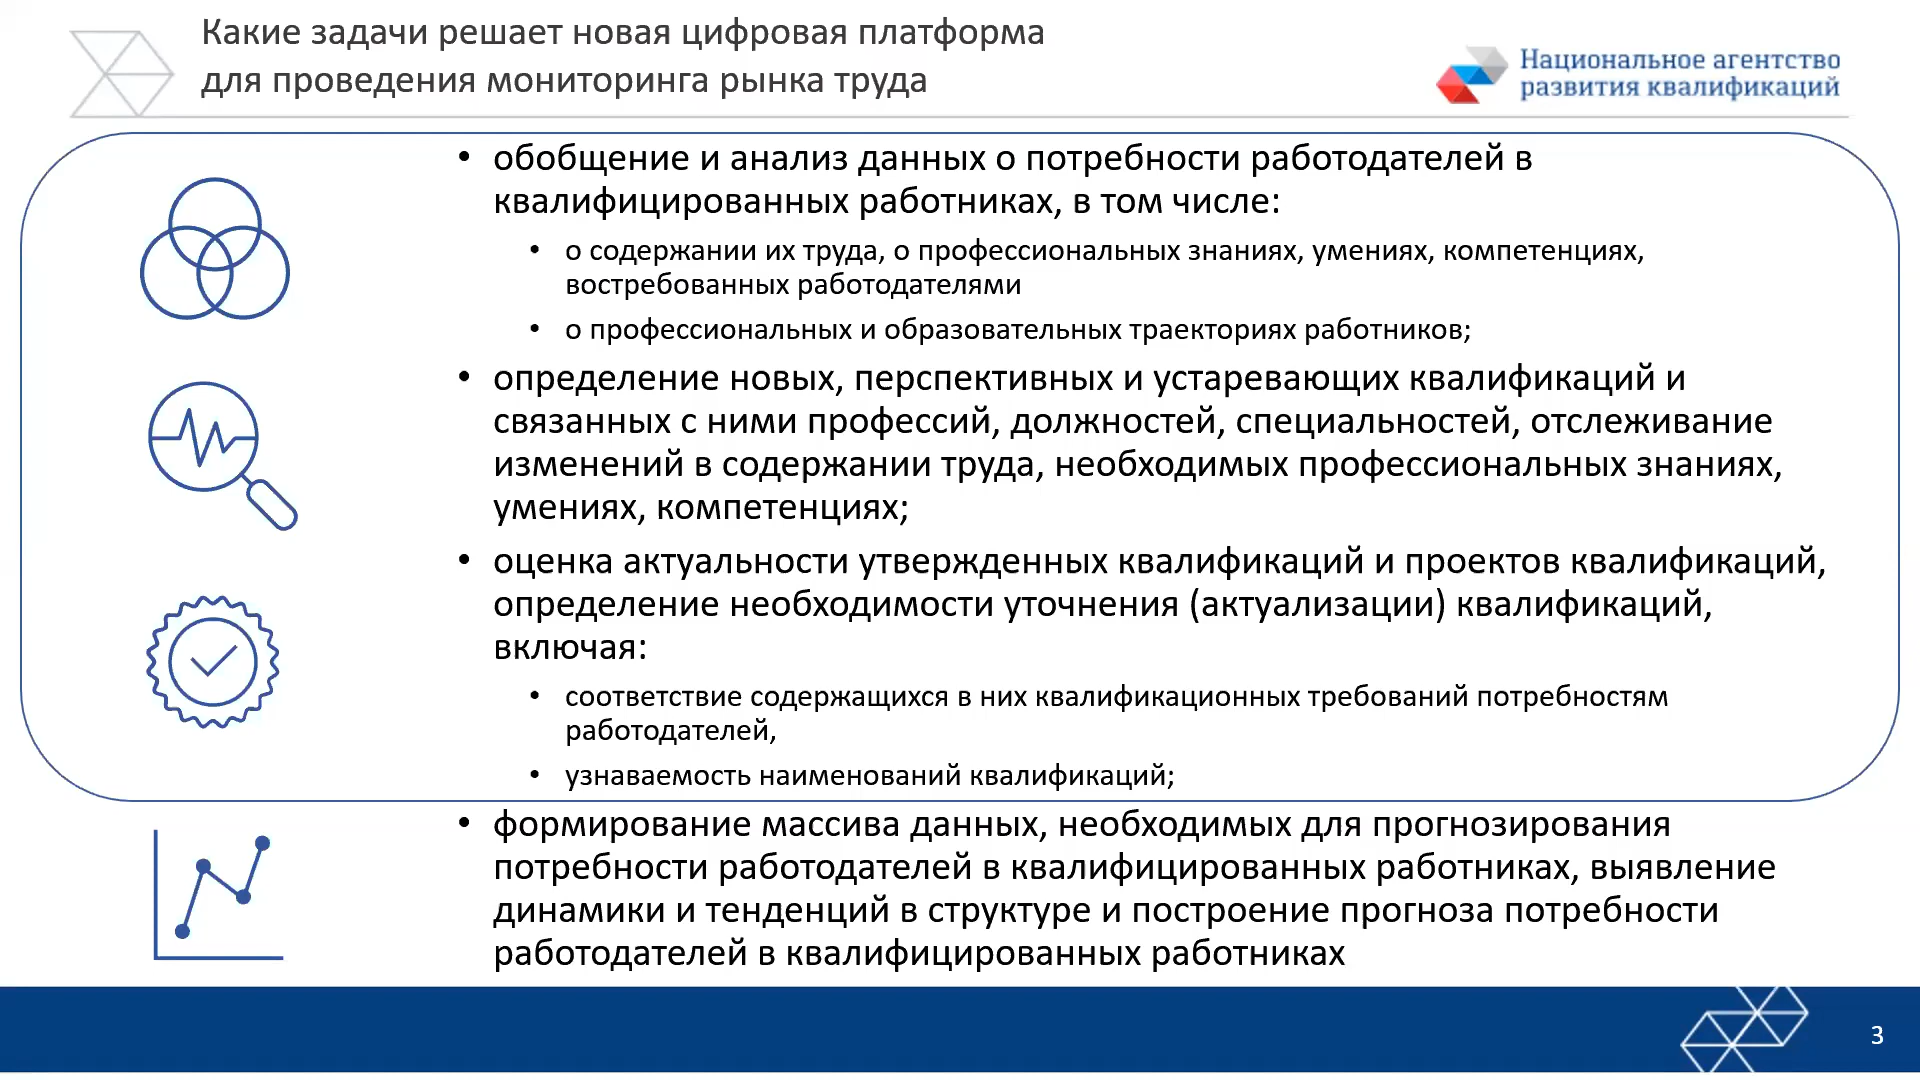 Какие задачи решает новая цифровая платформа
для проведения мониторинга рынка труда
Национальное агентство
развития квалификаций
• обобщение и анализ данных о потребности работодателей в
квалифицированных работниках, в том числе:
• о содержании их труда, о профессиональных знаниях, умениях, компетенциях,
востребованных работодателями
• о профессиональных и образовательных траекториях работников;
• определение новых, перспективных и устаревающих квалификаций и
связанных с ними профессий, должностей, специальностей, отслеживание
изменений в содержании труда, необходимых профессиональных знаниях,
умениях, компетенциях;
• оценка актуальности утвержденных квалификаций и проектов квалификаций,
определение необходимости уточнения (актуализации) квалификаций,
включая:
• соответствие содержащихся в них квалификационных требований потребностям
работодателей,
• узнаваемость наименований квалификаций;
• формирование массива данных, необходимых для прогнозирования
потребности работодателей в квалифицированных работниках, выявление
динамики и тенденций в структуре и построение прогноза потребности
работодателей в квалифицированных работниках
3